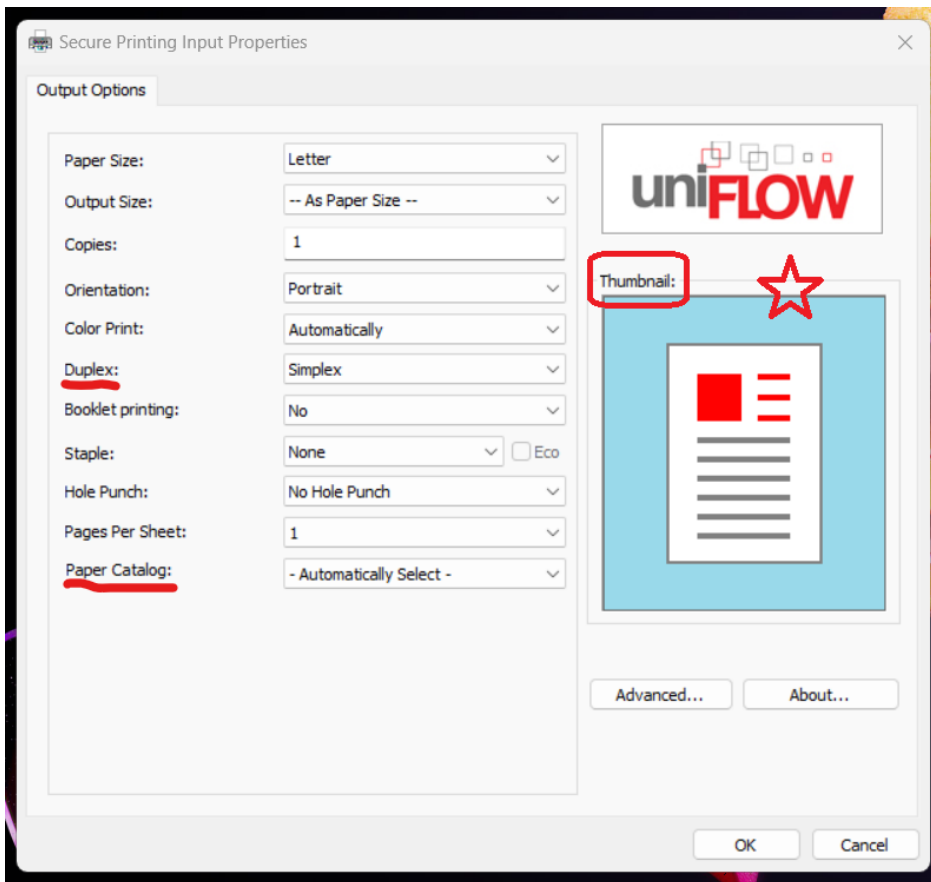 Secure Printing Input Properties
Output Options
Paper Size: Letter
Output Size: -- As Paper Size --
Copies: 1
Orientation: Portrait
Color Print: Automatically
Duplex: Simplex
Booklet printing: No
Staple: None Eco
Hole Punch: No Hole Punch
Pages Per Sheet: 1
Paper Catalog: - Automatically Select -
uniFLOW
Thumbnail:
Advanced... About...
OK Cancel